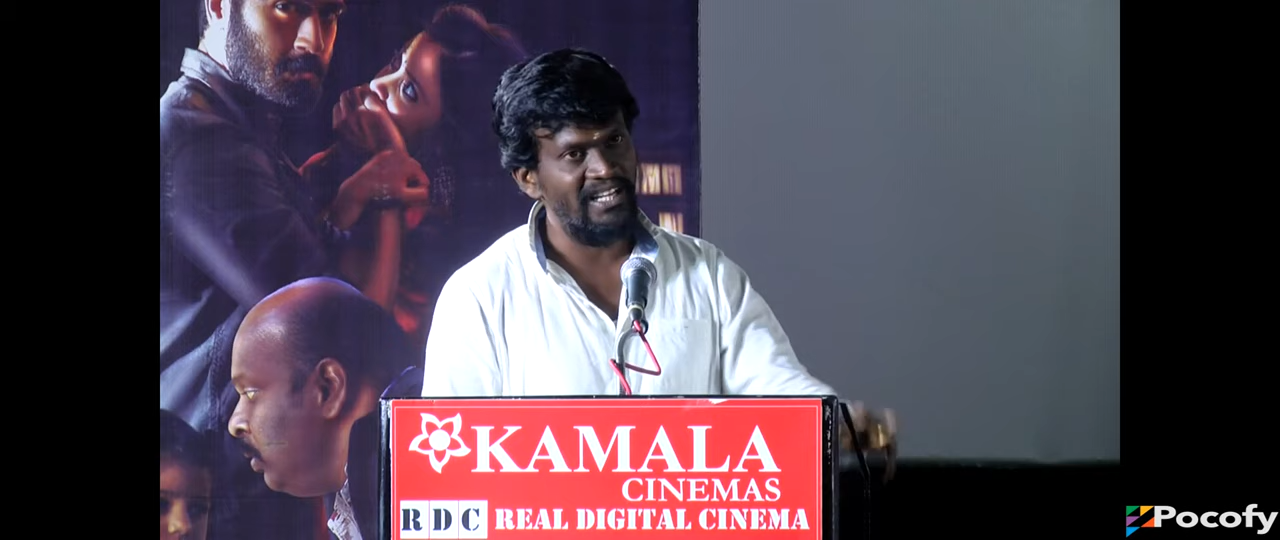 KAMALA
CINEMAS
RDC REAL DIGITAL CINEMA
Pocofy